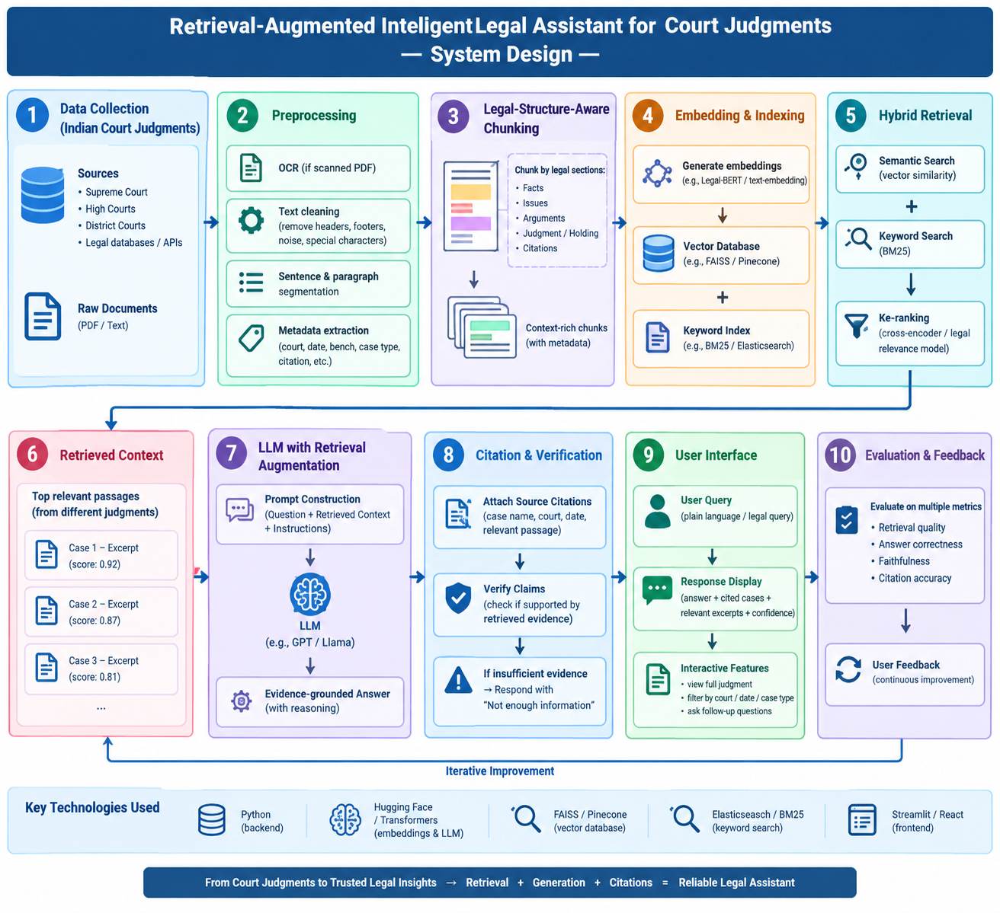 Retrieval-Augmented Inteligent Legal Assistant for Court Judgments
— System Design —
1
Data Collection
(Indian Court Judgments)
Sources
• Supreme Court
• High Courts
• District Courts
• Legal databases / APIs
Raw Documents
(PDF / Text)
2
Preprocessing
OCR (if scanned PDF)
Text cleaning
(remove headers, footers,
noise, special characters)
Sentence & paragraph
segmentation
Metadata extraction
(court, date, bench, case type,
citation, etc.)
3
Legal-Structure-Aware
Chunking
Chunk by legal sections:
• Facts
• Issues
• Arguments
• Judgment / Holding
• Citations
Context-rich chunks
(with metadata)
4
Embedding & Indexing
Generate embeddings
(e.g., Legal-BERT / text-embedding)
Vector Database
(e.g., FAISS / Pinecone)
+
Keyword Index
(e.g., BM25 / Elasticsearch)
5
Hybrid Retrieval
Semantic Search
(vector similarity)
+
Keyword Search
(BM25)
Ke-ranking
(cross-encoder / legal
relevance model)
6
Retrieved Context
Top relevant passages
(from different judgments)
Case 1 – Excerpt
(score: 0.92)
Case 2 – Excerpt
(score: 0.87)
Case 3 – Excerpt
(score: 0.81)
...
7
LLM with Retrieval
Augmentation
Prompt Construction
(Question + Retrieved Context
+ Instructions)
LLM
(e.g., GPT / Llama)
Evidence-grounded Answer
(with reasoning)
8
Citation & Verification
Attach Source Citations
(case name, court, date,
relevant passage)
Verify Claims
(check if supported by
retrieved evidence)
If insufficient evidence
→ Respond with
“Not enough information”
9
User Interface
User Query
(plain language / legal query)
Response Display
(answer + cited cases +
relevant excerpts + confidence)
Interactive Features
• view full judgment
• filter by court / date / case type
• ask follow-up questions
10
Evaluation & Feedback
Evaluate on multiple metrics
• Retrieval quality
• Answer correctness
• Faithfulness
• Citation accuracy
User Feedback
(continuous improvement)
Iterative Improvement
Key Technologies Used
Python
(backend)
Hugging Face
/ Transformers
(embeddings & LLM)
FAISS / Pinecone
(vector database)
Elasticseasch / BM25
(keyword search)
Streamlit / React
(frontend)
From Court Judgments to Trusted Legal Insights → Retrieval + Generation + Citations = Reliable Legal Assistant